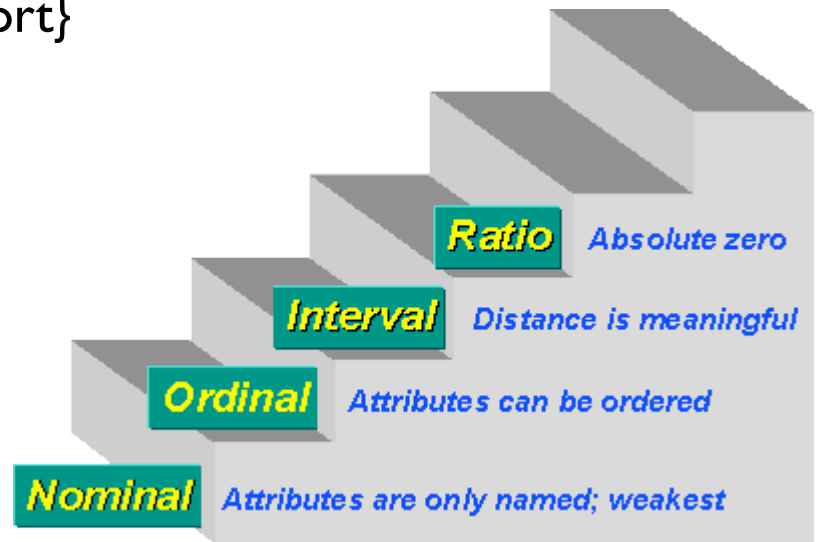 ort}
Ratio Absolute zero
Interval Distance is meaningful
Ordinal Attributes can be ordered
Nominal Attributes are only named; weakest